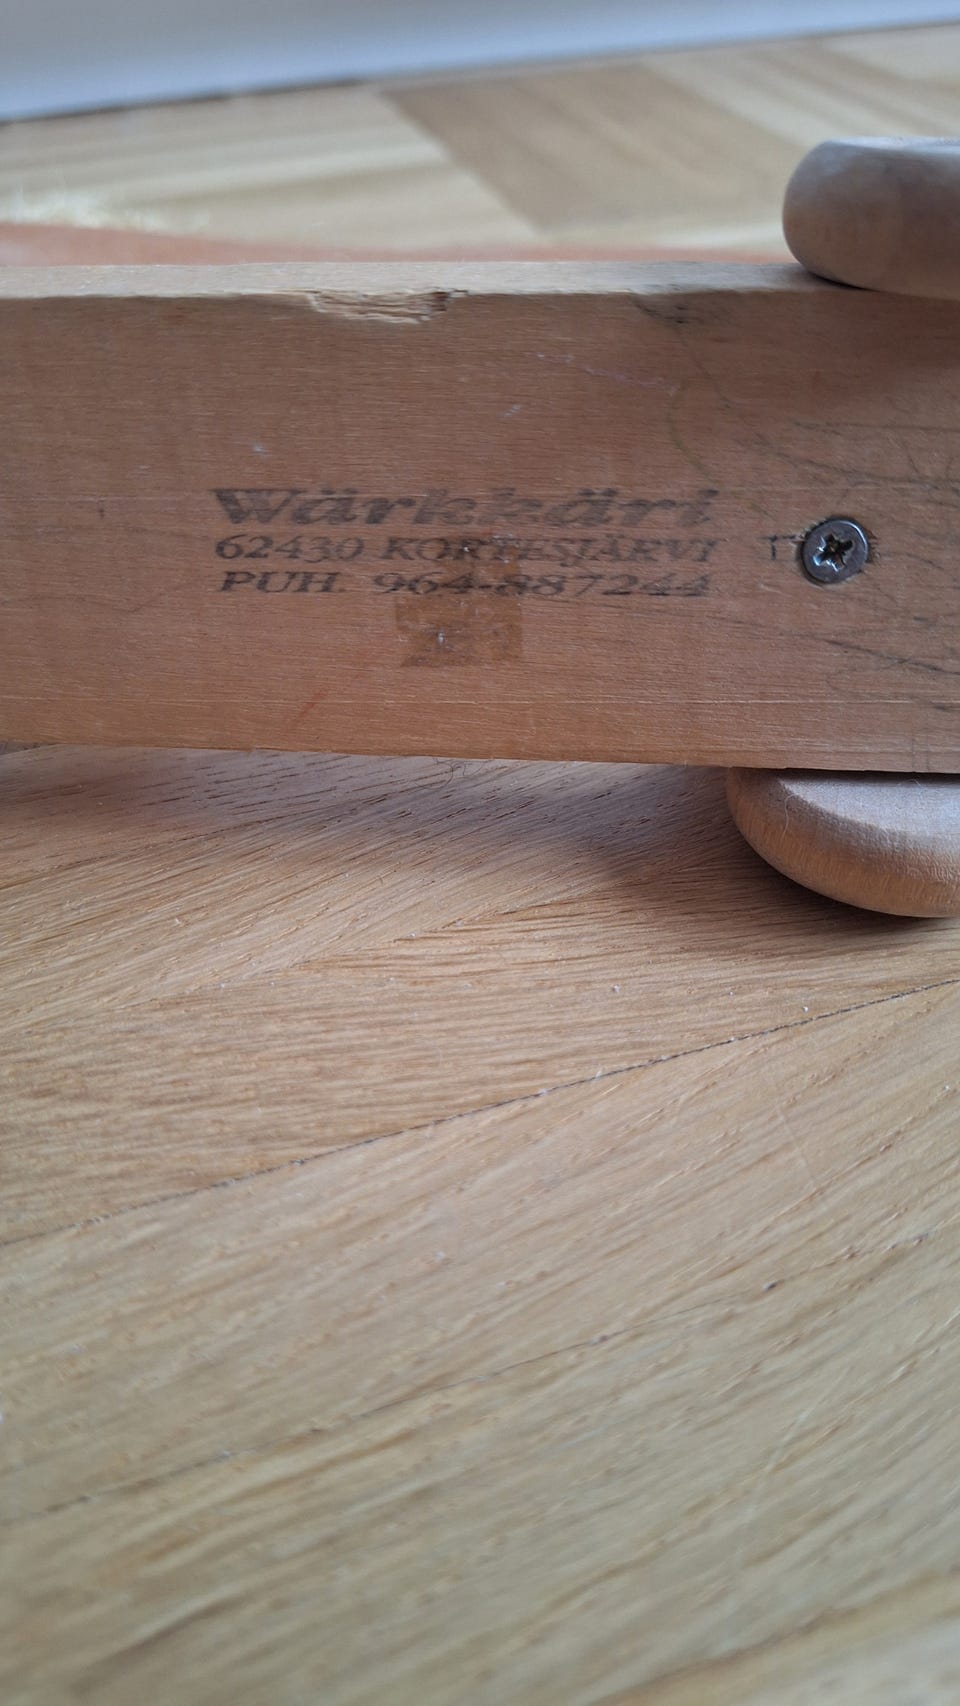 Wärkkäri
62430 KORTESJÄRVI
PUH. 964-887244